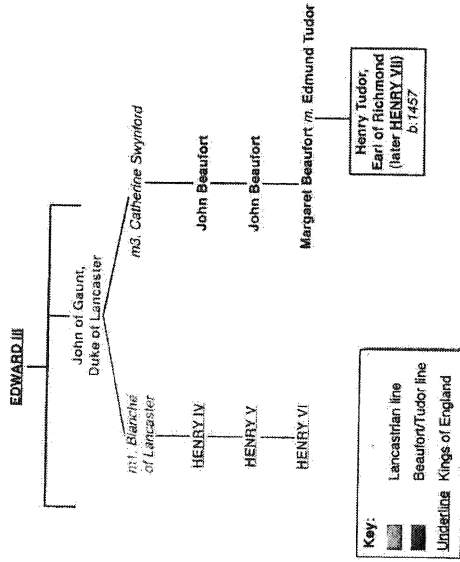 EDWARD III
John of Gaunt,
Duke of Lancaster
m1. Blanche
of Lancaster
m3. Catherine Swynford
HENRY IV
John Beaufort
HENRY V
John Beaufort
HENRY VI
Margaret Beaufort m. Edmund Tudor
Henry Tudor,
Earl of Richmond
(later HENRY VII)
b.1457
Key:
Lancastrian line
Beaufort/Tudor line
Underline Kings of England